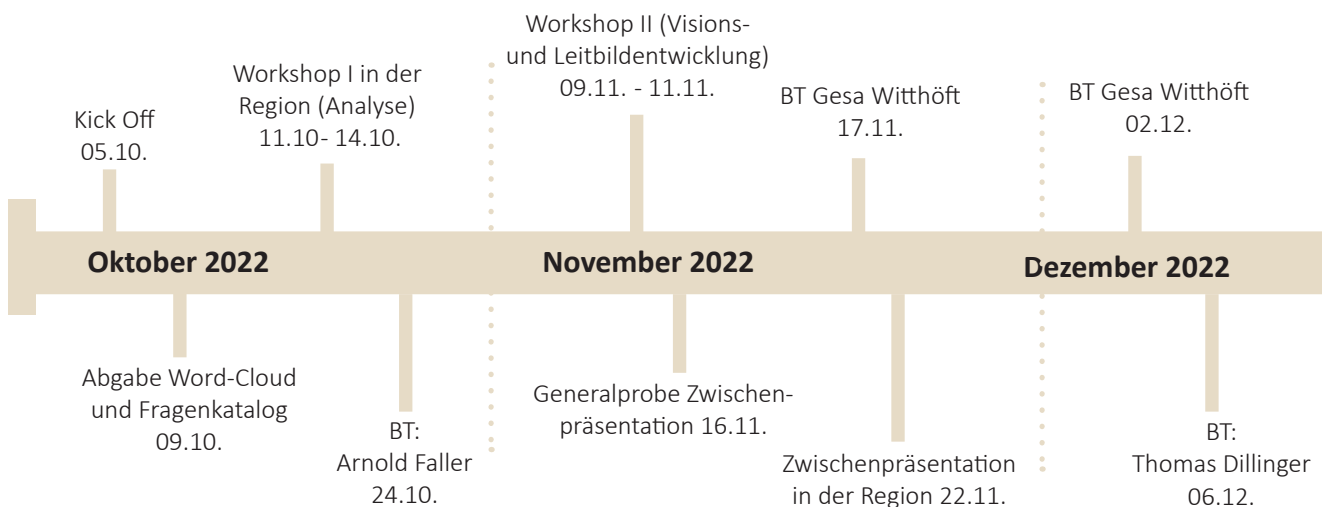 Kick Off
05.10.
Workshop I in der
Region (Analyse)
11.10- 14.10.
Workshop II (Visions-
und Leitbildentwicklung)
09.11. - 11.11.
BT Gesa Witthöft
17.11.
BT Gesa Witthöft
02.12.
Oktober 2022
November 2022
Dezember 2022
Abgabe Word-Cloud
und Fragenkatalog
09.10.
BT:
Arnold Faller
24.10.
Generalprobe Zwischen-
präsentation 16.11.
Zwischenpräsentation
in der Region 22.11.
BT:
Thomas Dillinger
06.12.